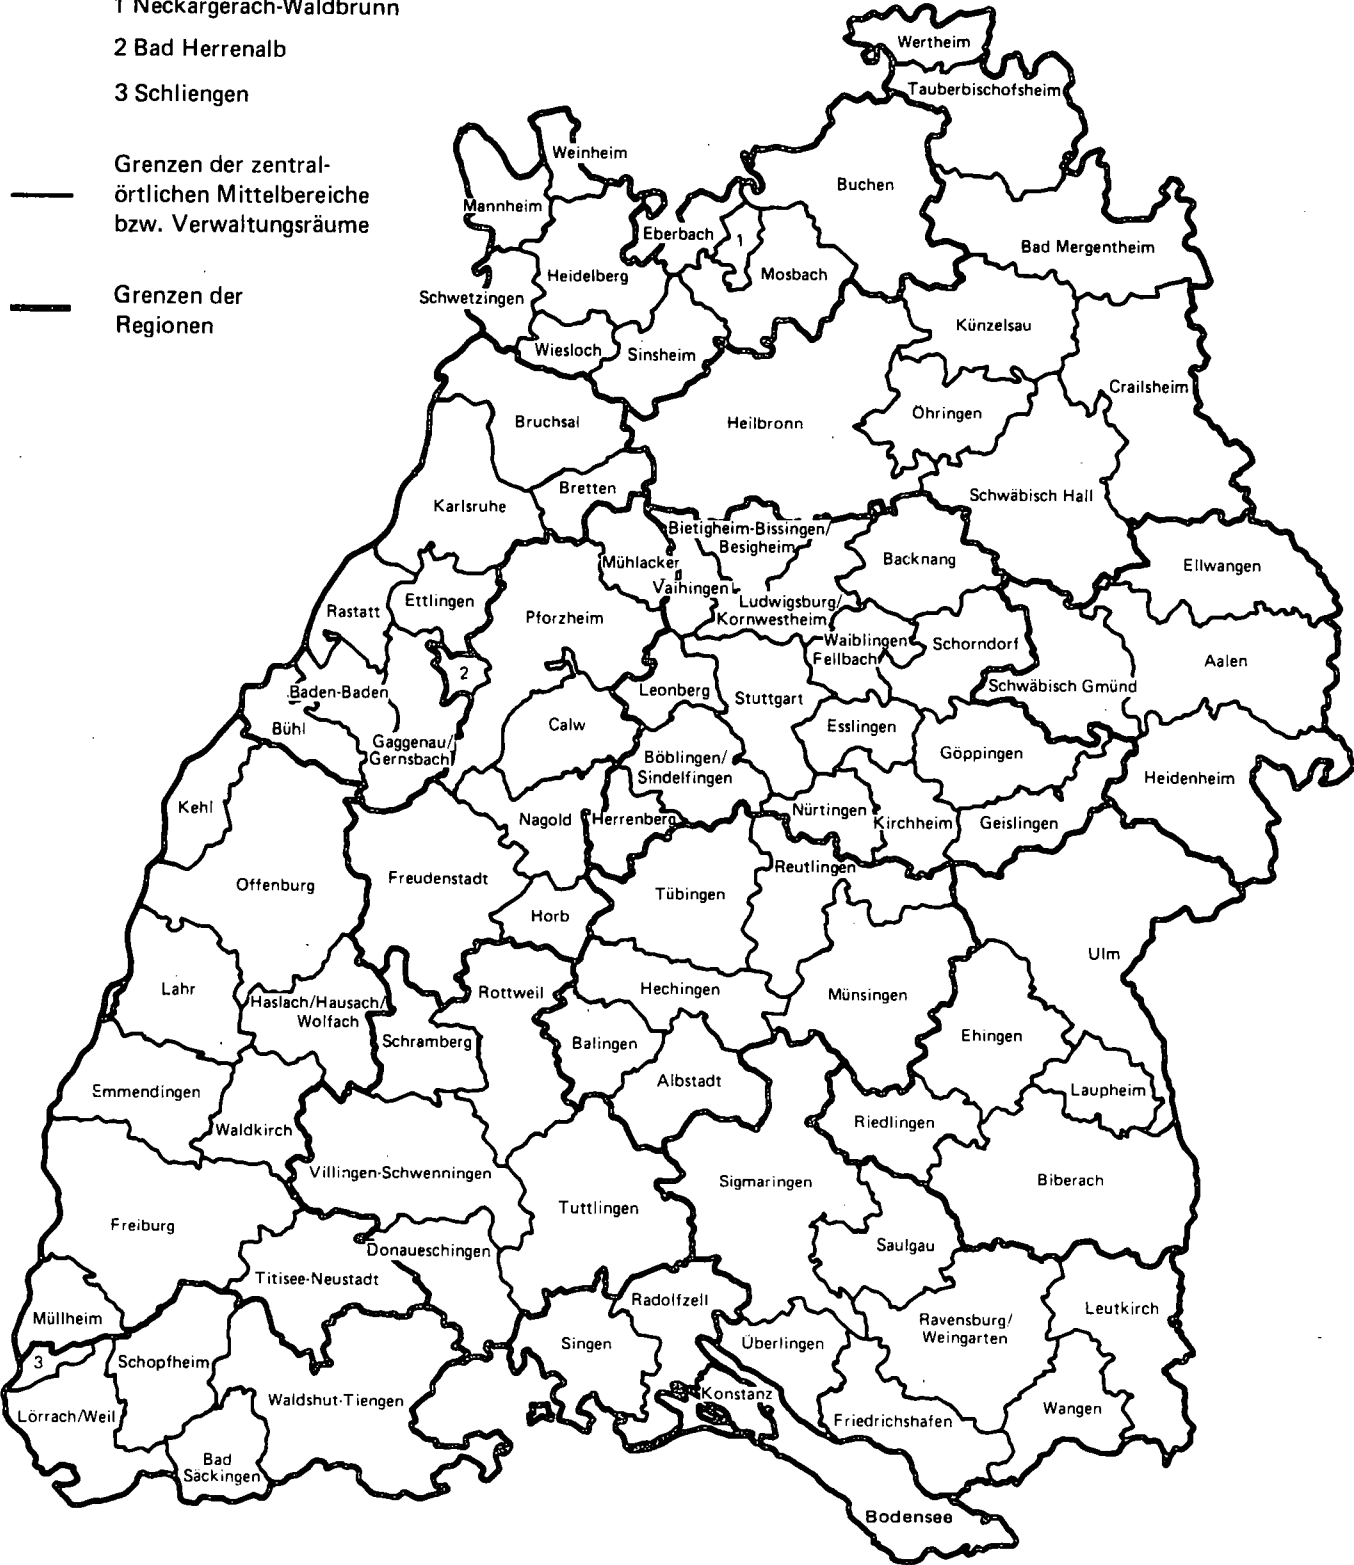 1 Neckargerach-Waldbrunn
2 Bad Herrenalb
3 Schliengen
Grenzen der zentral-
örtlichen Mittelbereiche
bzw. Verwaltungsräume
Grenzen der
Regionen
Wertheim
Tauberbischofsheim
Weinheim
Buchen
Mannheim
Eberbach
1
Bad Mergentheim
Heidelberg
Mosbach
Schwetzingen
Künzelsau
Wiesloch
Sinsheim
Crailsheim
Öhringen
Bruchsal
Heilbronn
Bretten
Schwäbisch Hall
Karlsruhe
Bietigheim-Bissingen/
Besigheim
Backnang
Mühlacker
Ellwangen
Vaihingen
Ettlingen
Ludwigsburg/
Kornwestheim
Rastatt
Pforzheim
Waiblingen
Fellbach
Schorndorf
Aalen
2
Leonberg
Schwäbisch Gmünd
Baden-Baden
Stuttgart
Calw
Esslingen
Bühl
Gaggenau/
Gernsbach
Böblingen/
Sindelfingen
Göppingen
Heidenheim
Kehl
Nagold
Herrenberg
Nürtingen
Kirchheim
Geislingen
Reutlingen
Offenburg
Freudenstadt
Tübingen
Horb
Ulm
Lahr
Rottweil
Hechingen
Münsingen
Haslach/Hausach/
Wolfach
Schramberg
Balingen
Ehingen
Albstadt
Emmendingen
Laupheim
Waldkirch
Riedlingen
Villingen-Schwenningen
Sigmaringen
Biberach
Freiburg
Tuttlingen
Saulgau
Donaueschingen
Titisee-Neustadt
Müllheim
Radolfzell
Leutkirch
Ravensburg/
Weingarten
Singen
Überlingen
3
Schopfheim
Konstanz
Waldshut-Tiengen
Lörrach/Weil
Friedrichshafen
Wangen
Bad
Säckingen
Bodensee